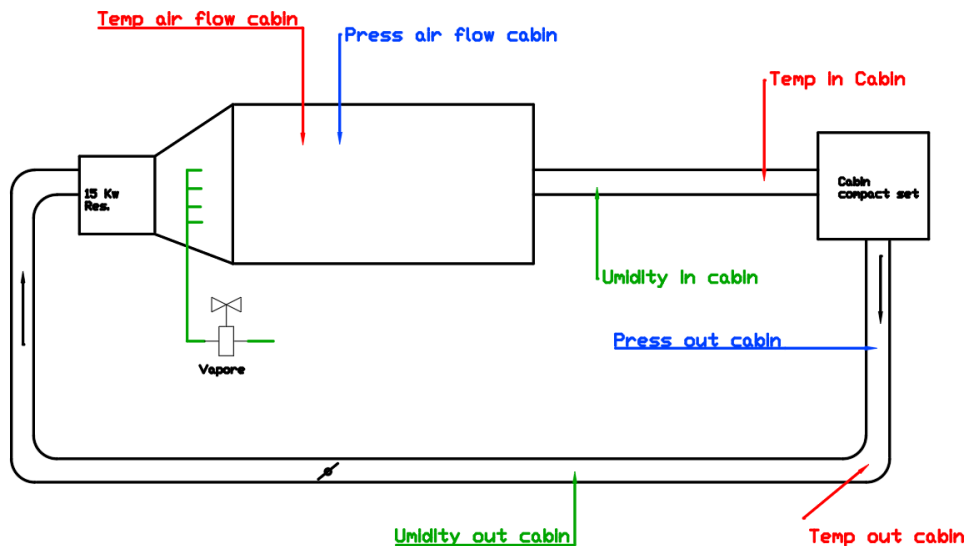 Temp air flow cabin
Press air flow cabin
Temp in Cabin
15 Kw
Res.
Cabin
compact set
Umidity in cabin
Press out cabin
Vapore
Umidity out cabin
Temp out cabin